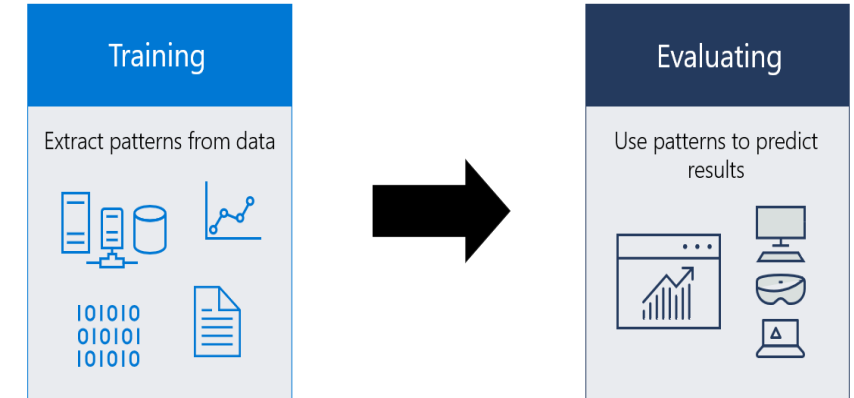 Training
Extract patterns from data
101010
010101
101010
Evaluating
Use patterns to predict
results